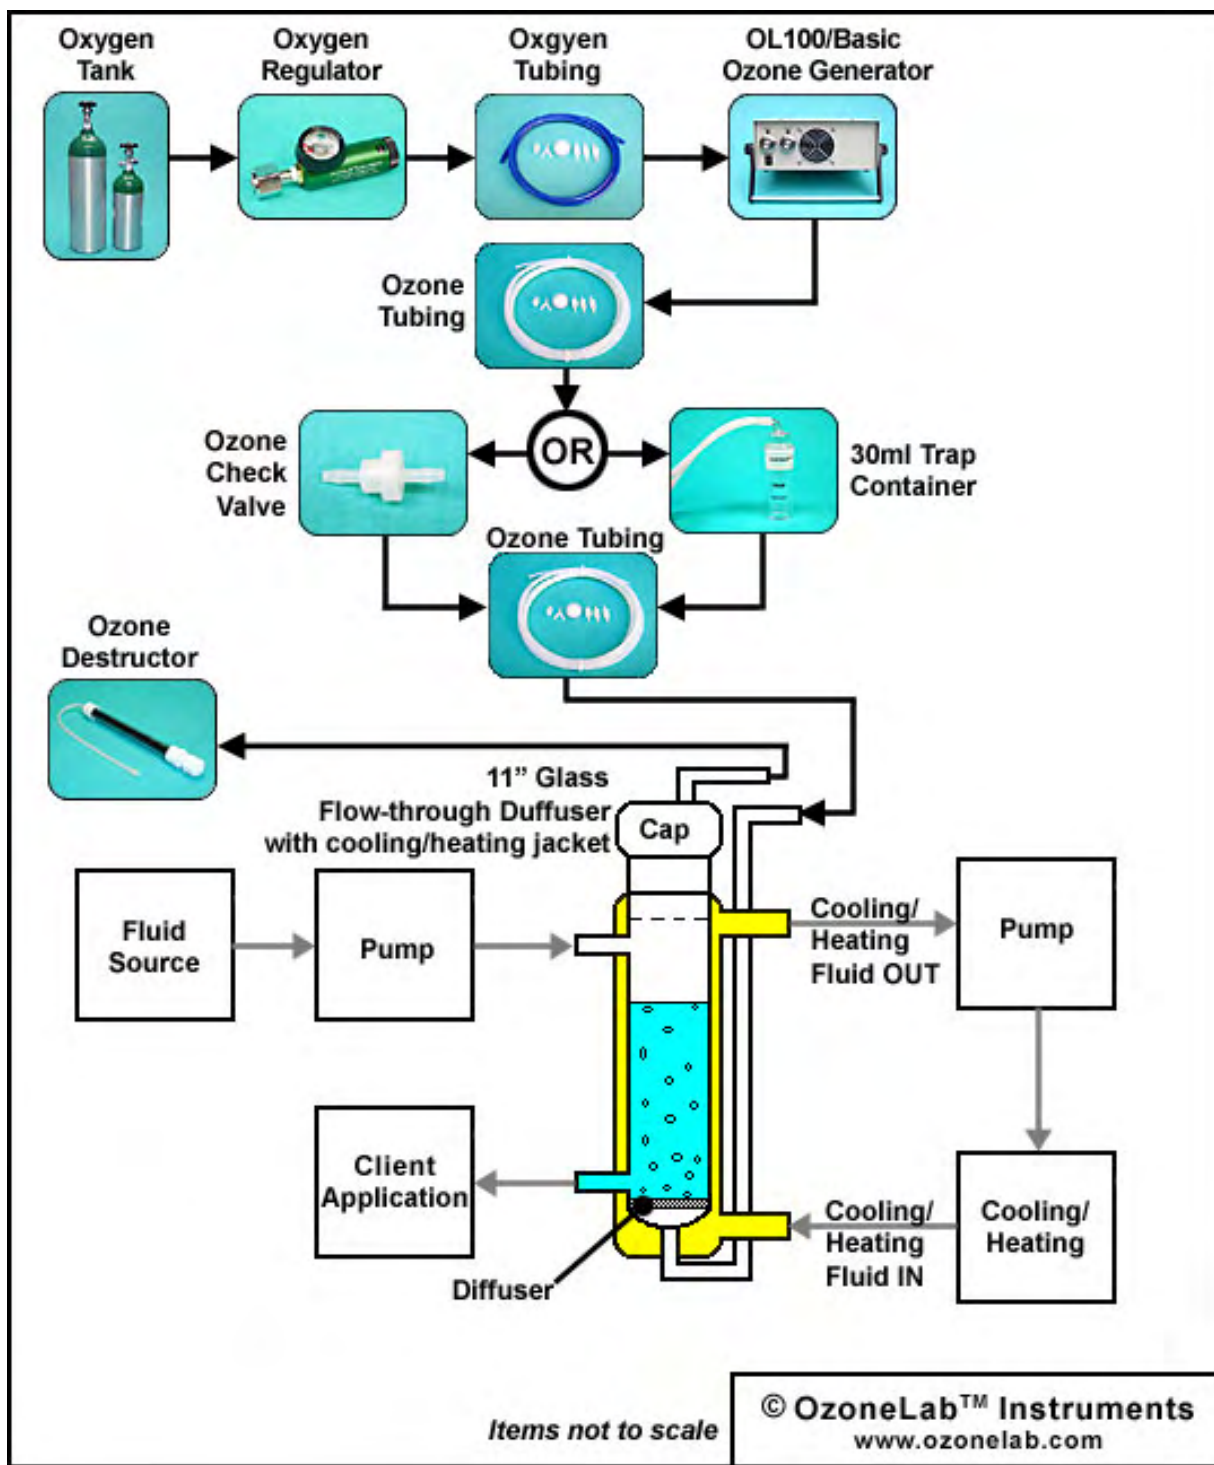 Oxygen
Tank
Oxygen
Regulator
Oxgyen
Tubing
OL100/Basic
Ozone Generator
Ozone
Tubing
OR
Ozone
Check
Valve
30ml Trap
Container
Ozone Tubing
Ozone
Destructor
11” Glass
Flow-through Duffuser
with cooling/heating jacket
Cap
Fluid
Source
Pump
Cooling/
Heating
Fluid OUT
Pump
Client
Application
Cooling/
Heating
Fluid IN
Cooling/
Heating
Diffuser
Items not to scale
© OzoneLab™ Instruments
www.ozonelab.com